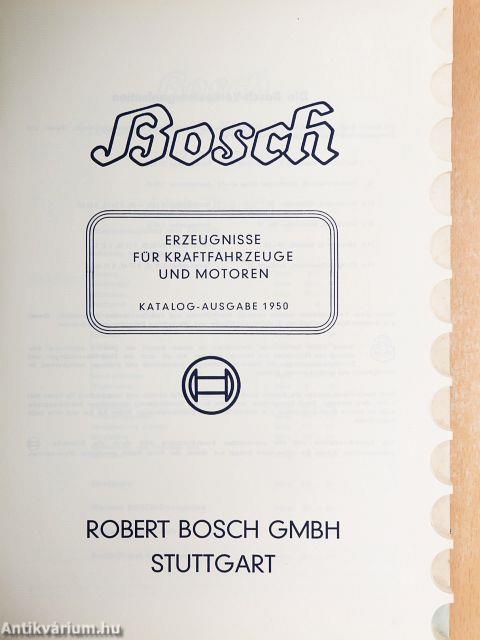 Bosch
ERZEUGNISSE
FÜR KRAFTFAHRZEUGE
UND MOTOREN
KATALOG-AUSGABE 1950
ROBERT BOSCH GMBH
STUTTGART
Antikvárium.hu